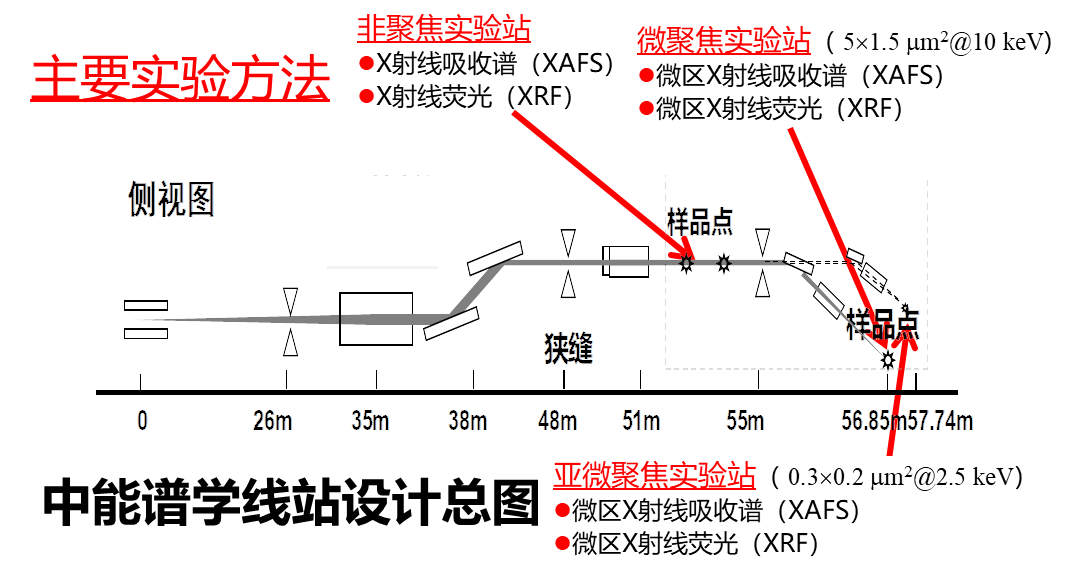 主要实验方法
非聚焦实验站
●X射线吸收谱（XAFS）
●X射线荧光（XRF）
微聚焦实验站（5×1.5 μm²@10 keV）
●微区X射线吸收谱（XAFS）
●微区X射线荧光（XRF）
侧视图
样品点
样品点
狭缝
0 26m 35m 38m 48m 51m 55m 56.85m 57.74m
中能谱学线站设计总图
亚微聚焦实验站（0.3×0.2 μm²@2.5 keV）
●微区X射线吸收谱（XAFS）
●微区X射线荧光（XRF）